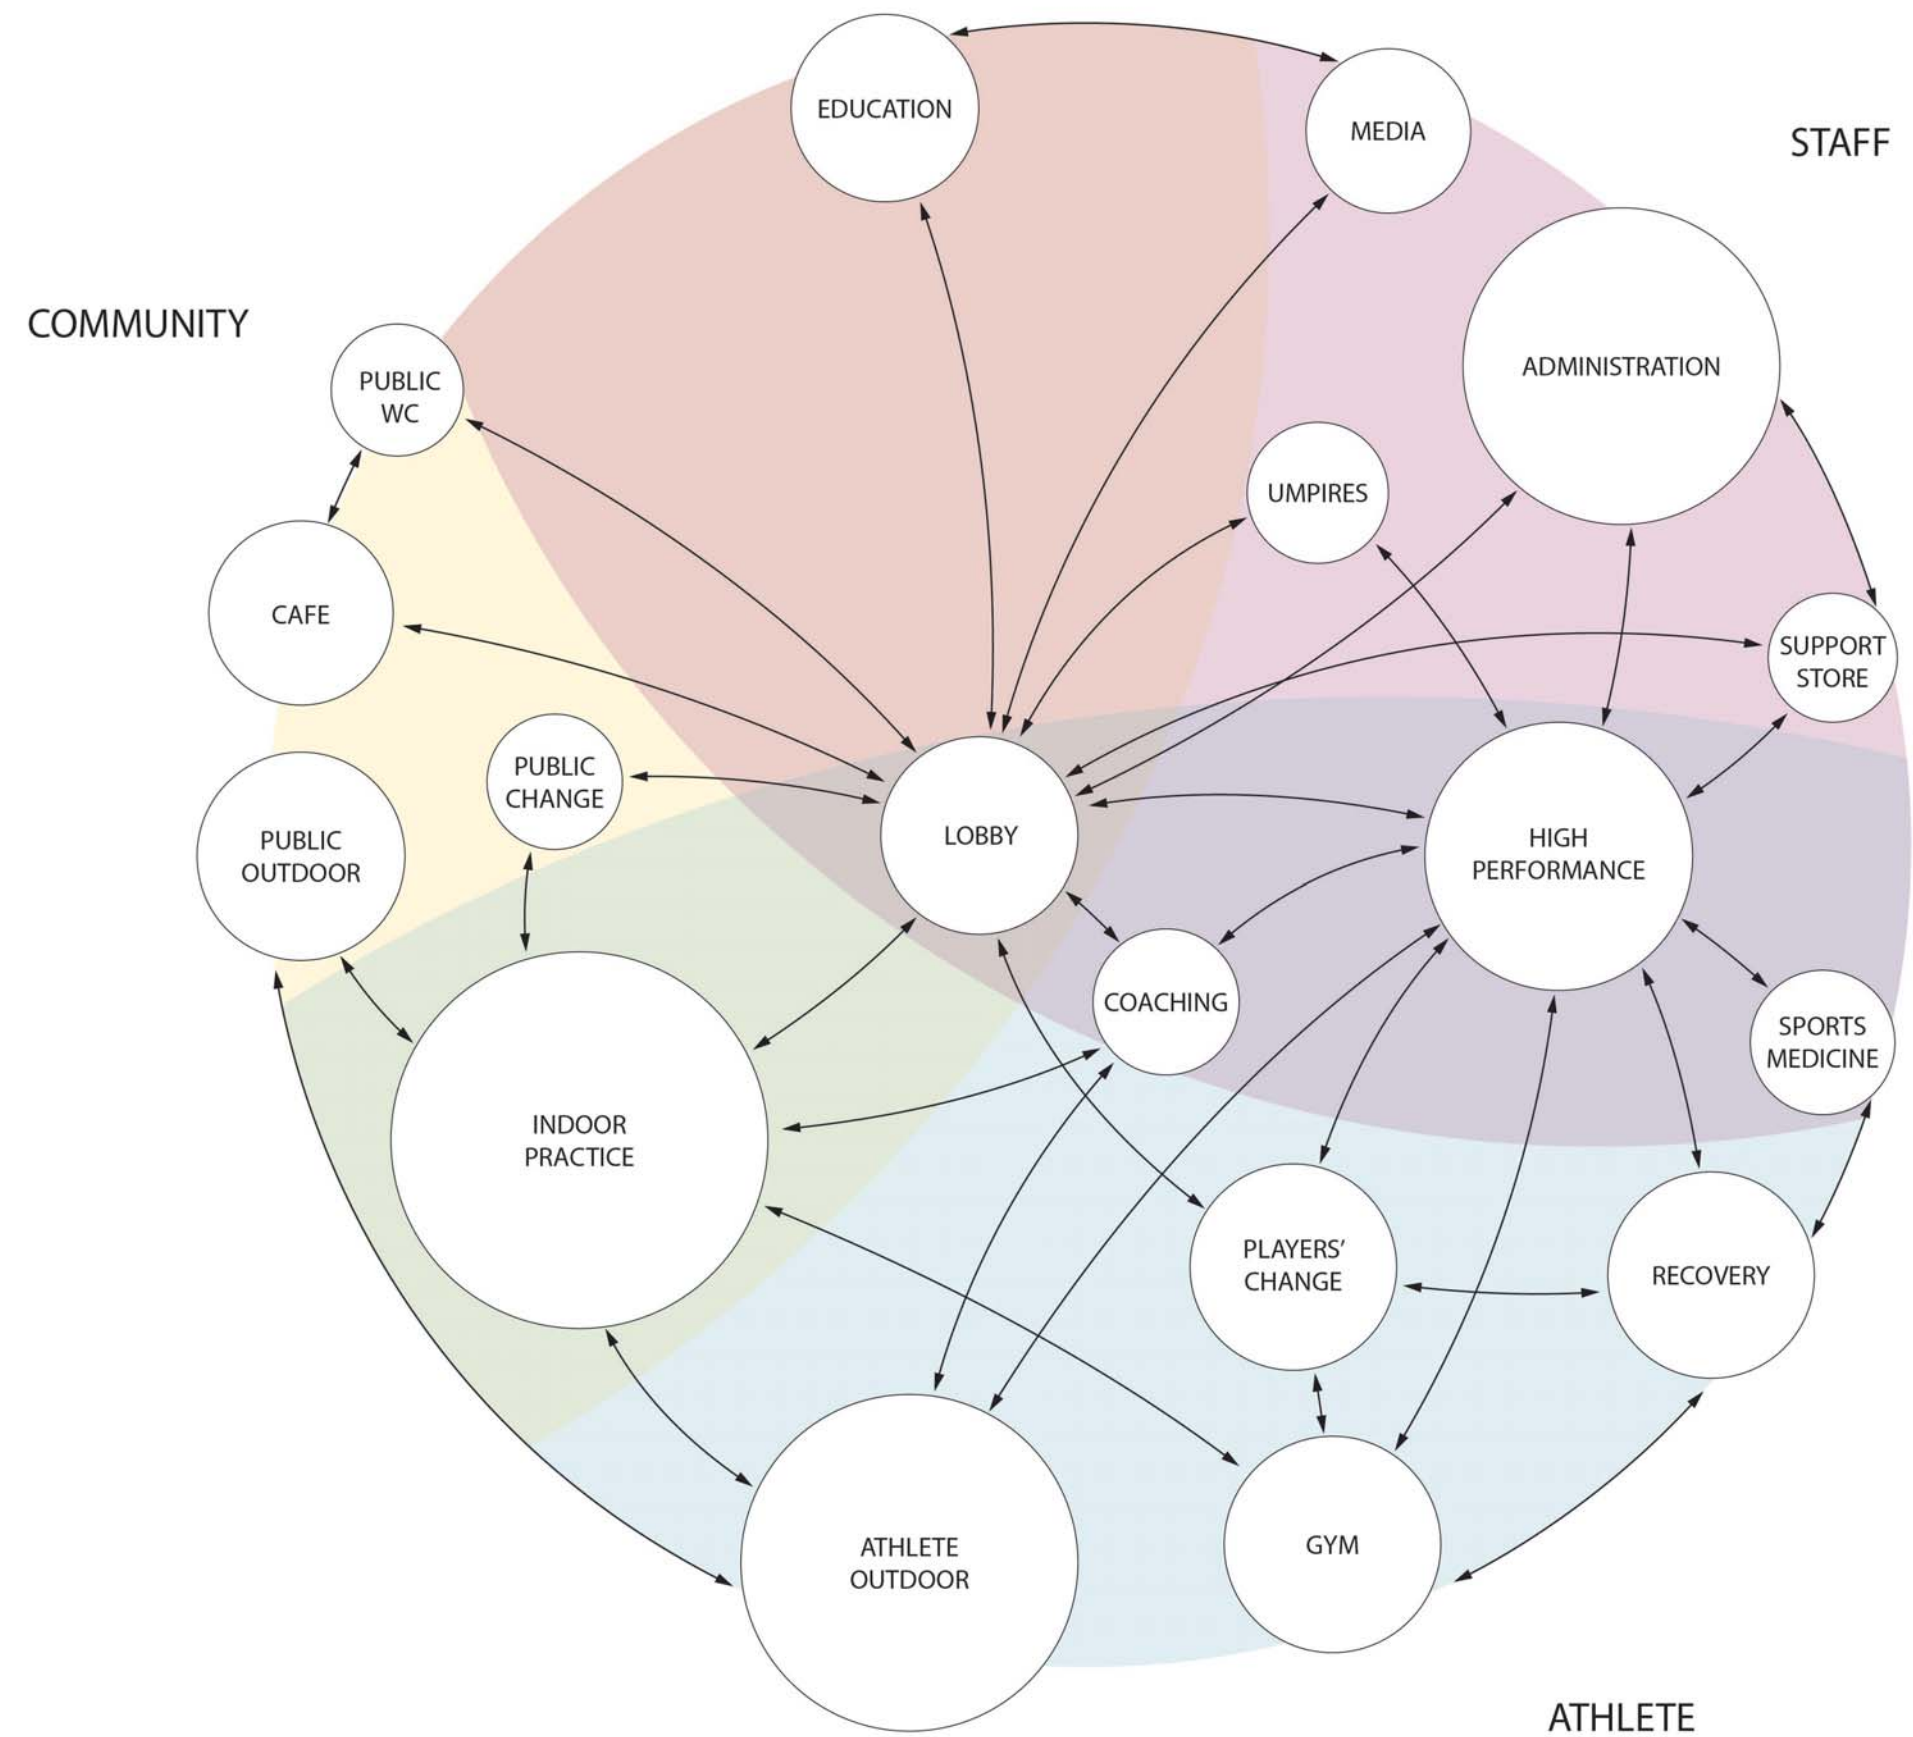 EDUCATION
MEDIA
STAFF
COMMUNITY
PUBLIC
WC
ADMINISTRATION
UMPIRES
CAFE
SUPPORT
STORE
PUBLIC
CHANGE
PUBLIC
OUTDOOR
LOBBY
HIGH
PERFORMANCE
COACHING
SPORTS
MEDICINE
INDOOR
PRACTICE
PLAYERS’
CHANGE
RECOVERY
ATHLETE
OUTDOOR
GYM
ATHLETE